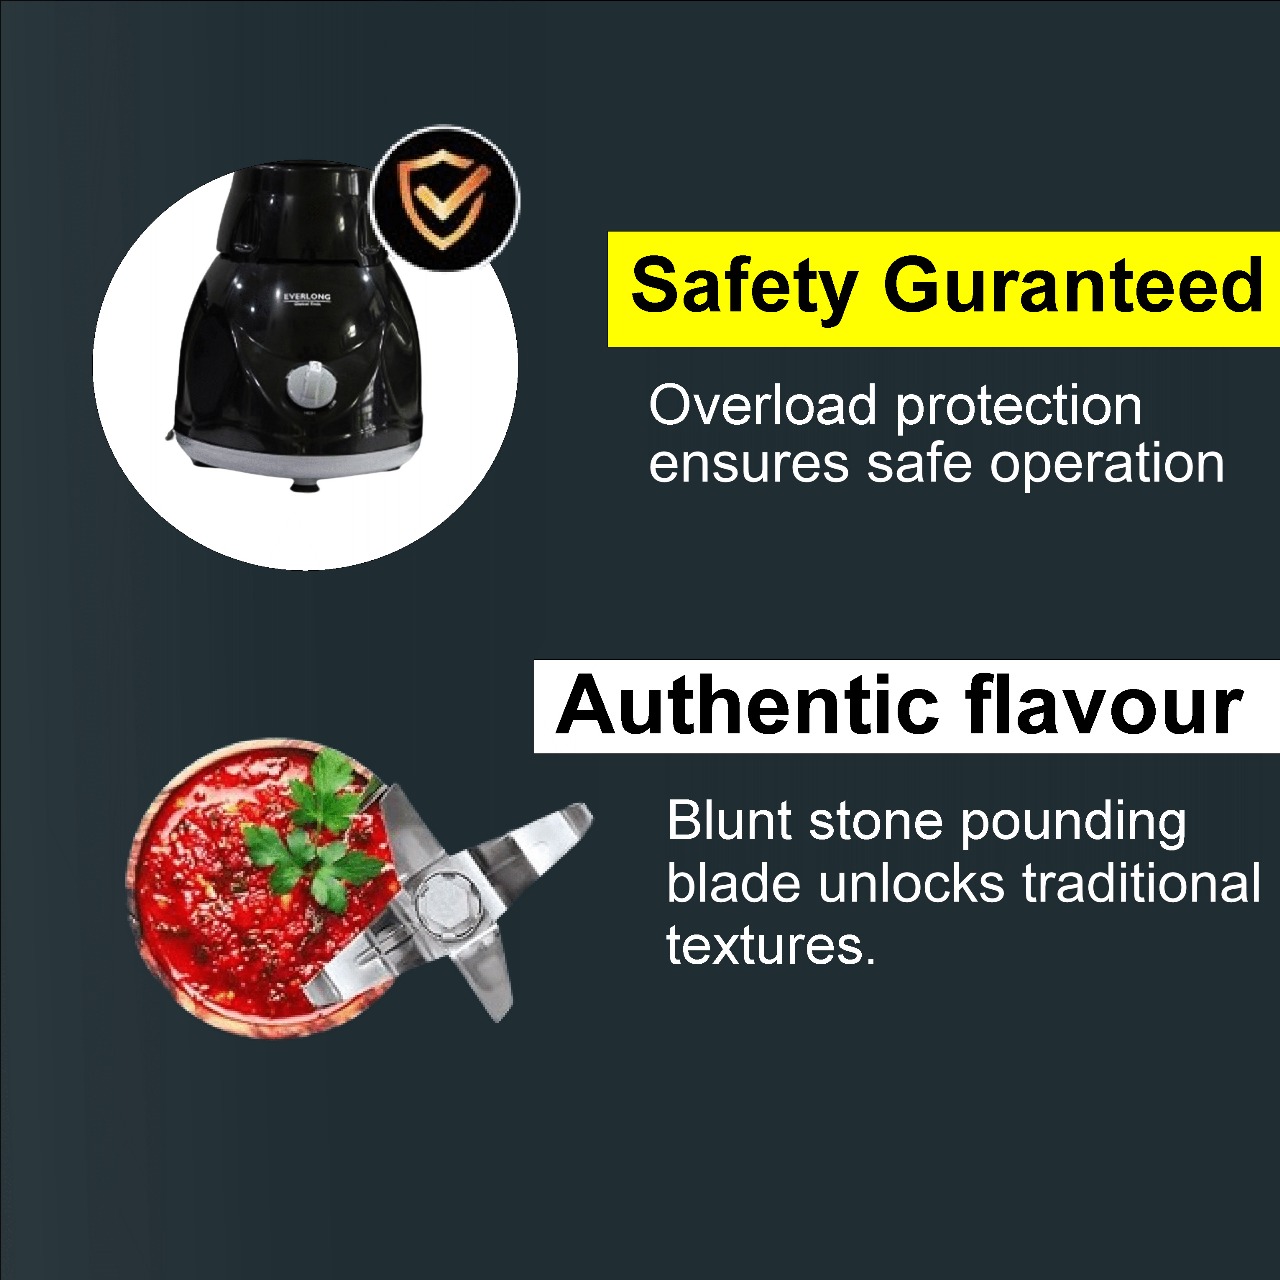 EVERLONG
Safety Guranteed
Overload protection
ensures safe operation
Authentic flavour
Blunt stone pounding
blade unlocks traditional
textures.